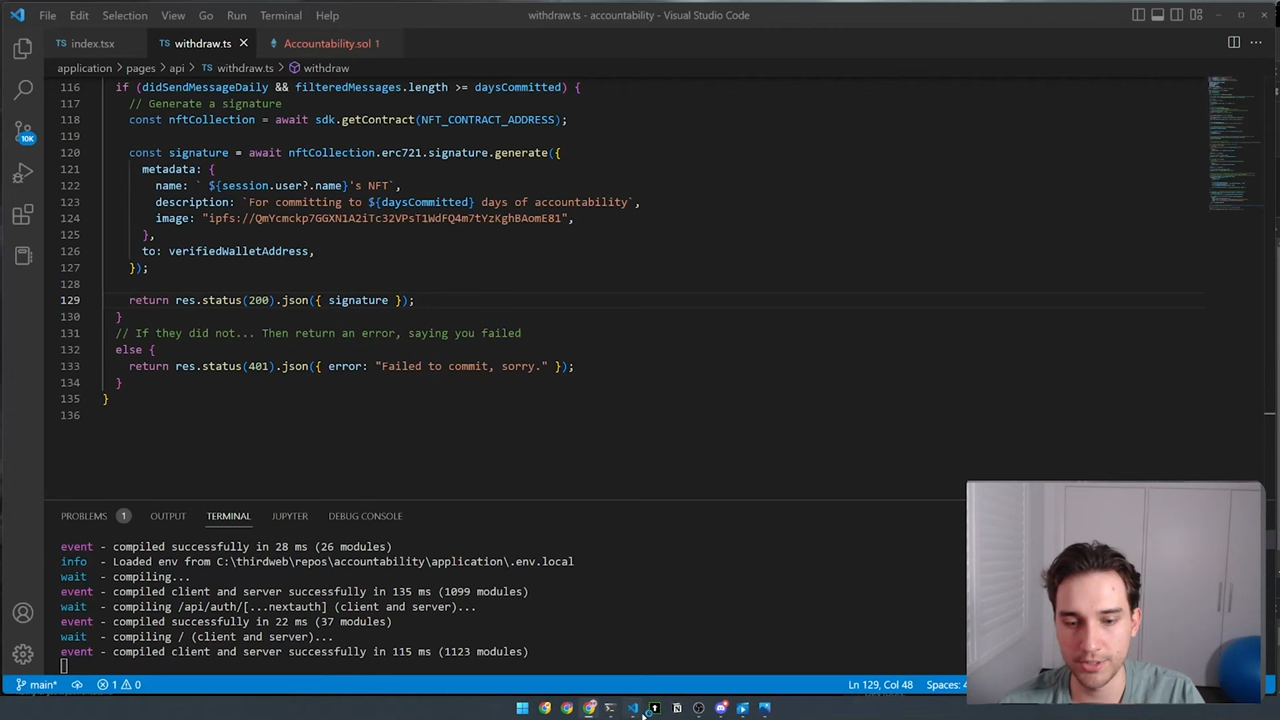 File Edit Selection View Go Run Terminal Help
withdraw.ts - accountability - Visual Studio Code
TS index.tsx
TS withdraw.ts
Accountability.sol 1
application > pages > api > TS withdraw.ts > withdraw
116 if (didSendMessageDaily && filteredMessages.length >= daysCommitted) {
117 // Generate a signature
118 const nftCollection = await sdk.getContract(NFT_CONTRACT_ADDRESS);
119
120 const signature = await nftCollection.erc721.signature.generate({
121 metadata: {
122 name: ` ${session.user?.name}'s NFT`,
123 description: `For committing to ${daysCommitted} days of accountability`,
124 image: "ipfs://QmYcmckp7GGXN1A2iTc32VPsT1WdFQ4m7tYzKghBAomE81",
125 },
126 to: verifiedWalletAddress,
127 });
128
129 return res.status(200).json({ signature });
130 }
131 // If they did not... Then return an error, saying you failed
132 else {
133 return res.status(401).json({ error: "Failed to commit, sorry." });
134 }
135 }
136
10K
PROBLEMS 1 OUTPUT TERMINAL JUPYTER DEBUG CONSOLE
event - compiled successfully in 28 ms (26 modules)
info - Loaded env from C:\thirdweb\repos\accountability\application\.env.local
wait - compiling...
event - compiled client and server successfully in 135 ms (1099 modules)
wait - compiling /api/auth/[...nextauth] (client and server)...
event - compiled successfully in 22 ms (37 modules)
wait - compiling / (client and server)...
event - compiled client and server successfully in 115 ms (1123 modules)
main* 1 0
Ln 129, Col 48 Spaces: